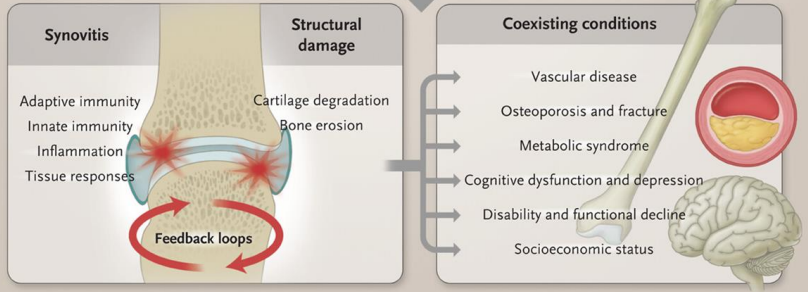 Synovitis
Structural
damage
Adaptive immunity
Innate immunity
Inflammation
Tissue responses
Cartilage degradation
Bone erosion
Feedback loops
Coexisting conditions
Vascular disease
Osteoporosis and fracture
Metabolic syndrome
Cognitive dysfunction and depression
Disability and functional decline
Socioeconomic status